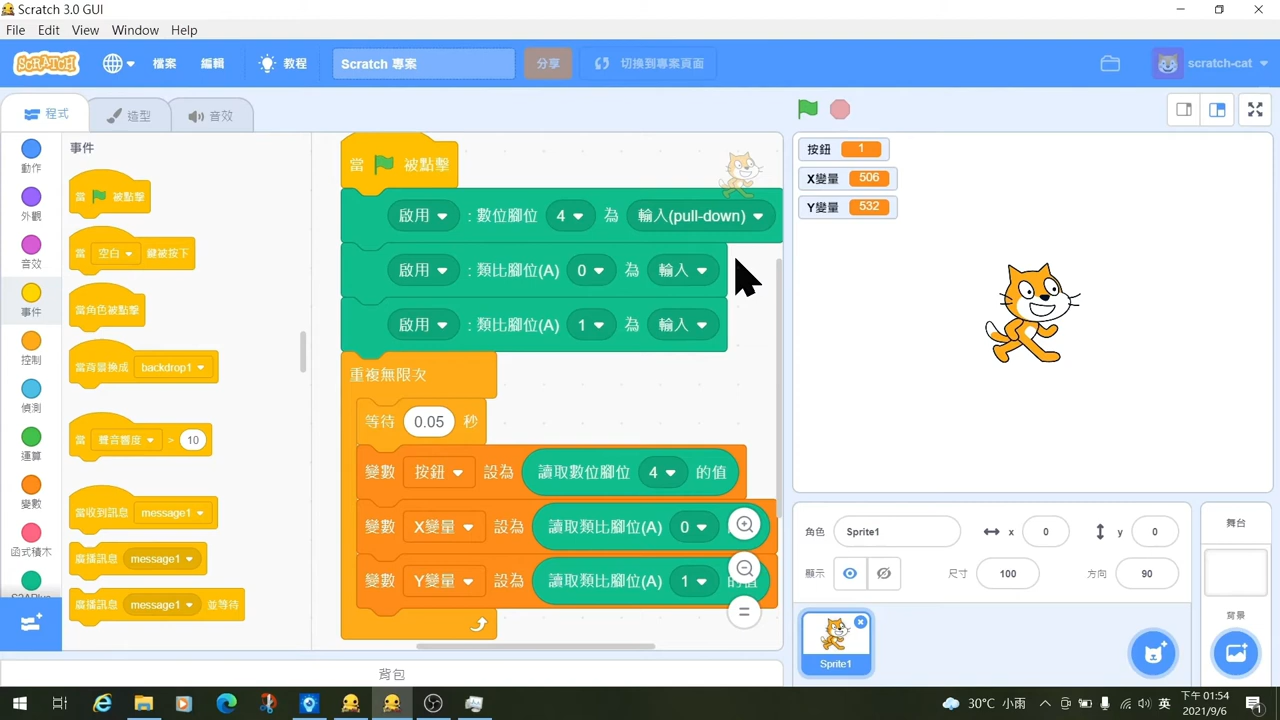 Scratch 3.0 GUI
File Edit View Window Help
SCRATCH 檔案 編輯 教程 Scratch 專案 分享 切換到專案頁面 scratch-cat
程式 造型 音效
動作
外觀
音效
事件
控制
偵測
運算
變數
函式積木
事件
當 被點擊
當 空白 鍵被按下
當角色被點擊
當背景換成 backdrop1
當 聲音響度 > 10
當收到訊息 message1
廣播訊息 message1
廣播訊息 message1 並等待
當 被點擊
啟用 : 數位腳位 4 為 輸入(pull-down)
啟用 : 類比腳位(A) 0 為 輸入
啟用 : 類比腳位(A) 1 為 輸入
重複無限次
等待 0.05 秒
變數 按鈕 設為 讀取數位腳位 4 的值
變數 X變量 設為 讀取類比腳位(A) 0
變數 Y變量 設為 讀取類比腳位(A) 1 的值
背包
按鈕 1
X變量 506
Y變量 532
角色 Sprite1 x 0 y 0
顯示 尺寸 100 方向 90
Sprite1
舞台
背景
30°C 小雨 英 下午 01:54
2021/9/6
1